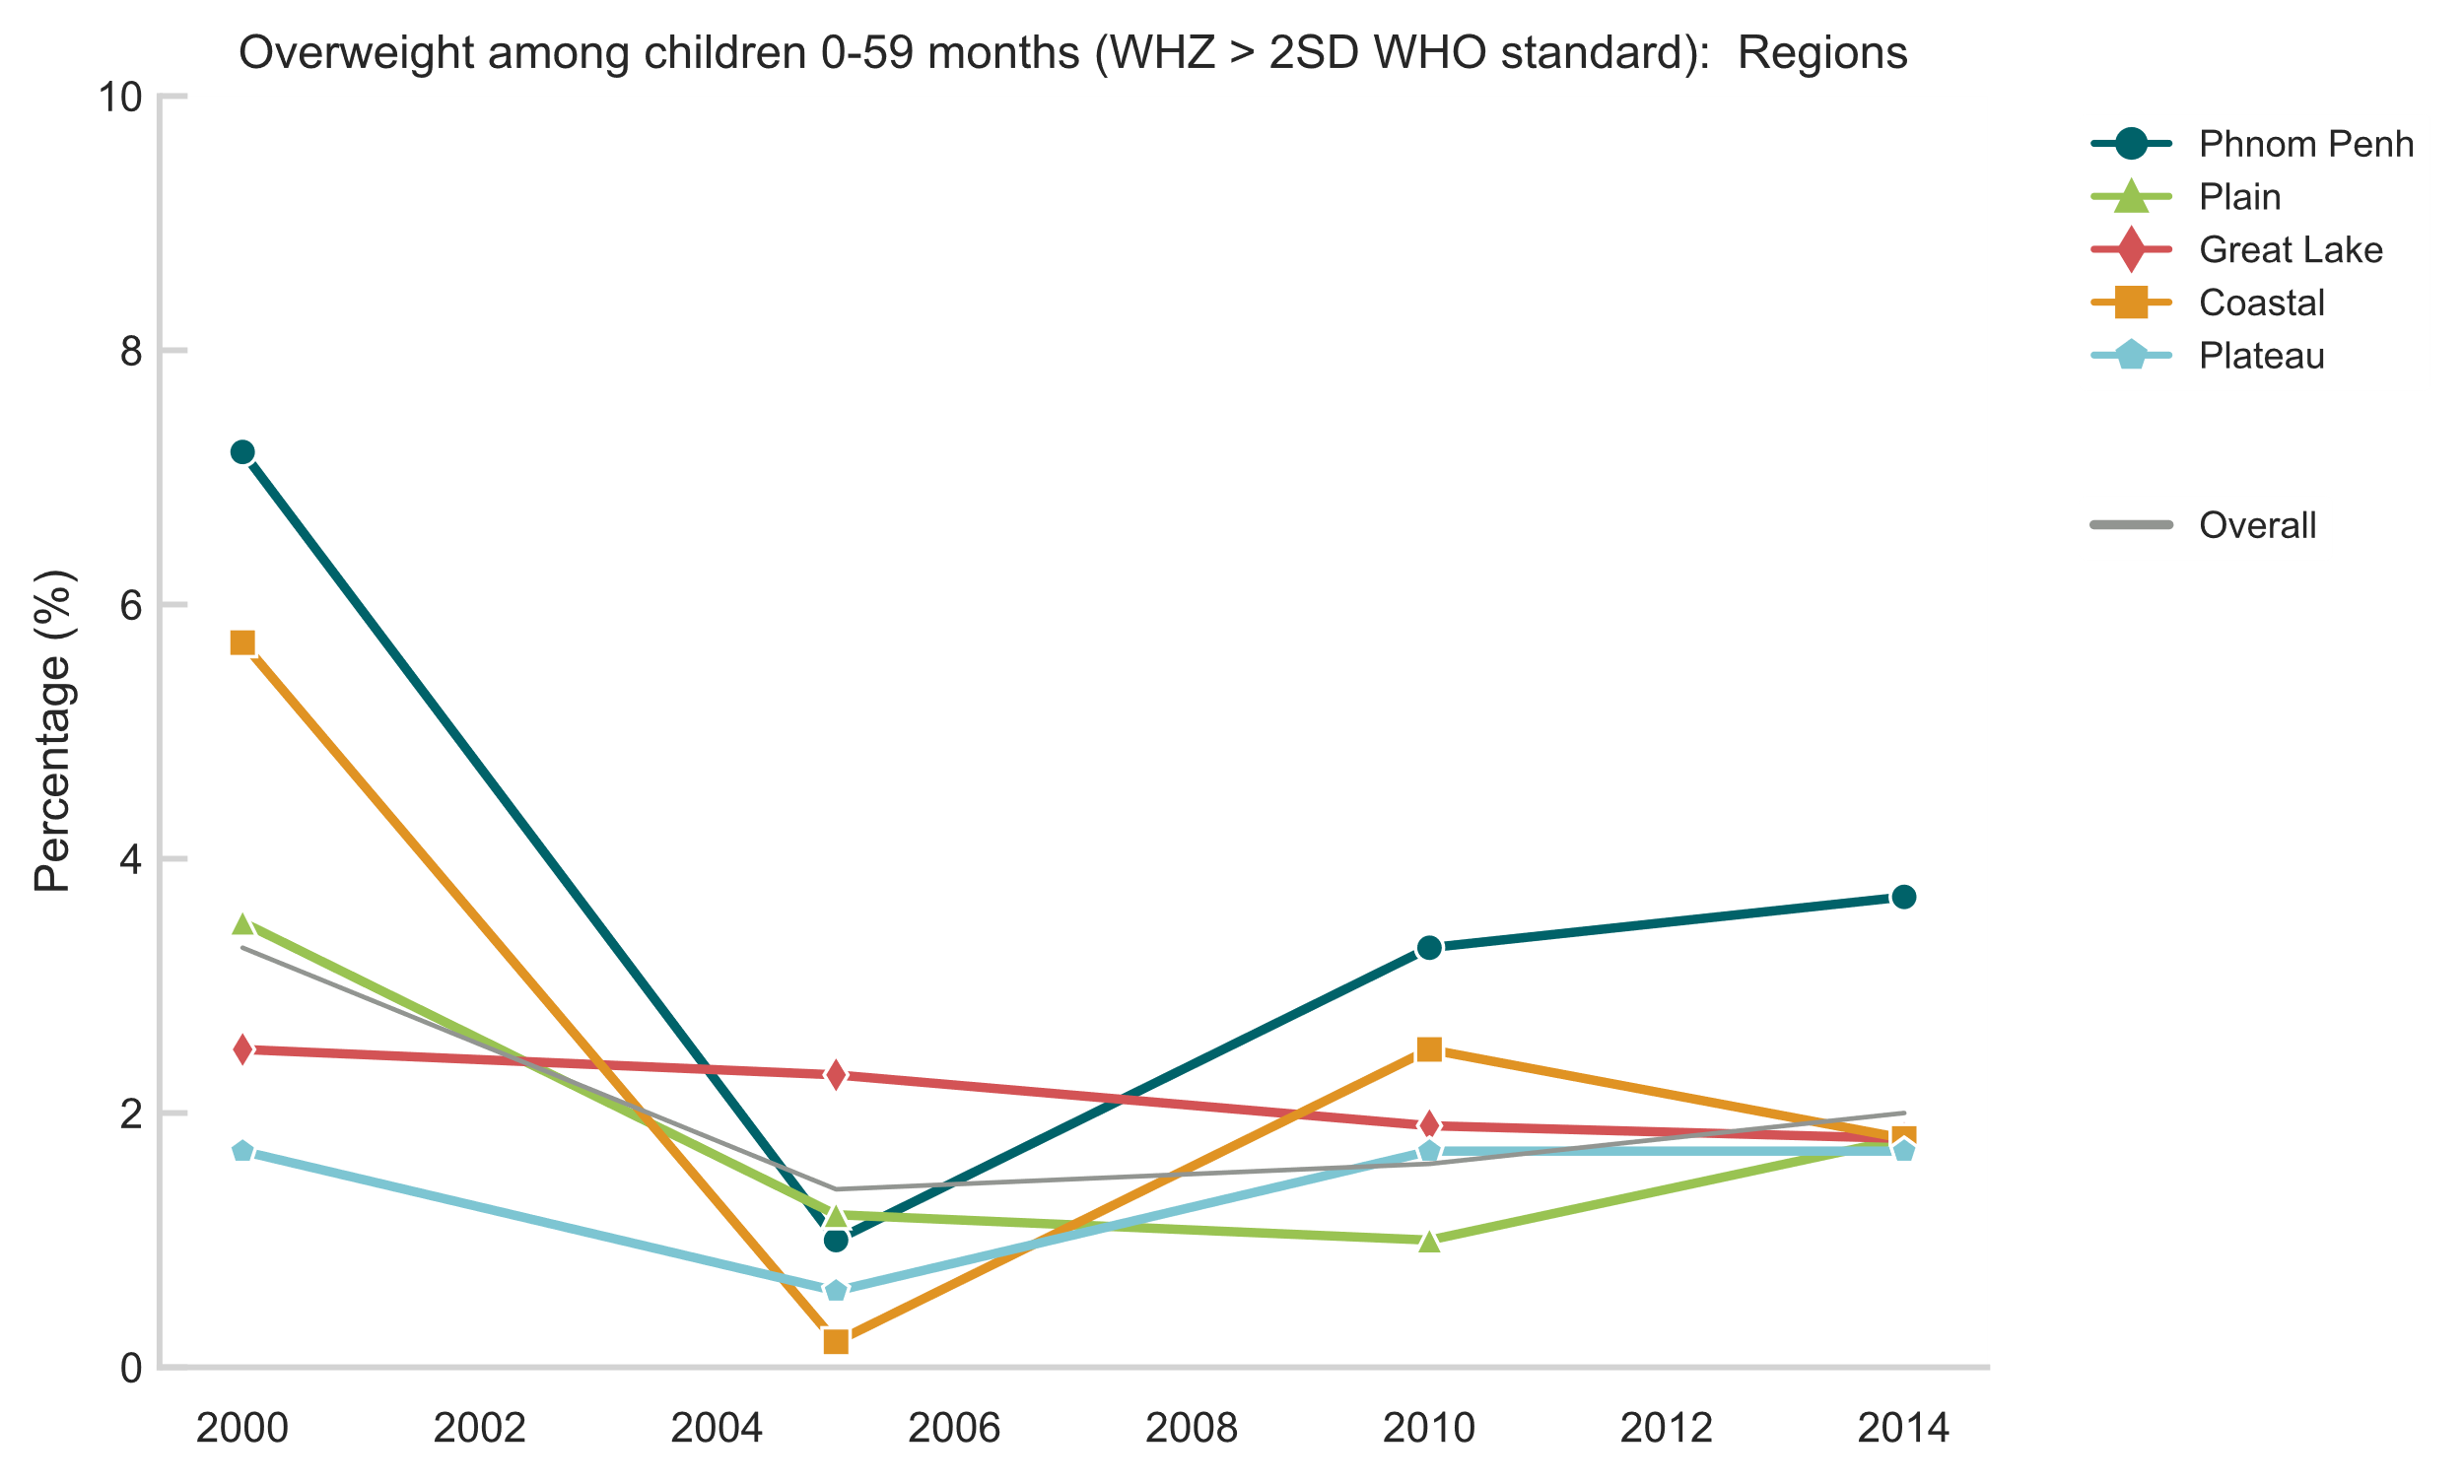 Overweight among children 0-59 months (WHZ > 2SD WHO standard):  Regions
Percentage (%)
10
8
6
4
2
0
2000 2002 2004 2006 2008 2010 2012 2014
Phnom Penh
Plain
Great Lake
Coastal
Plateau
Overall